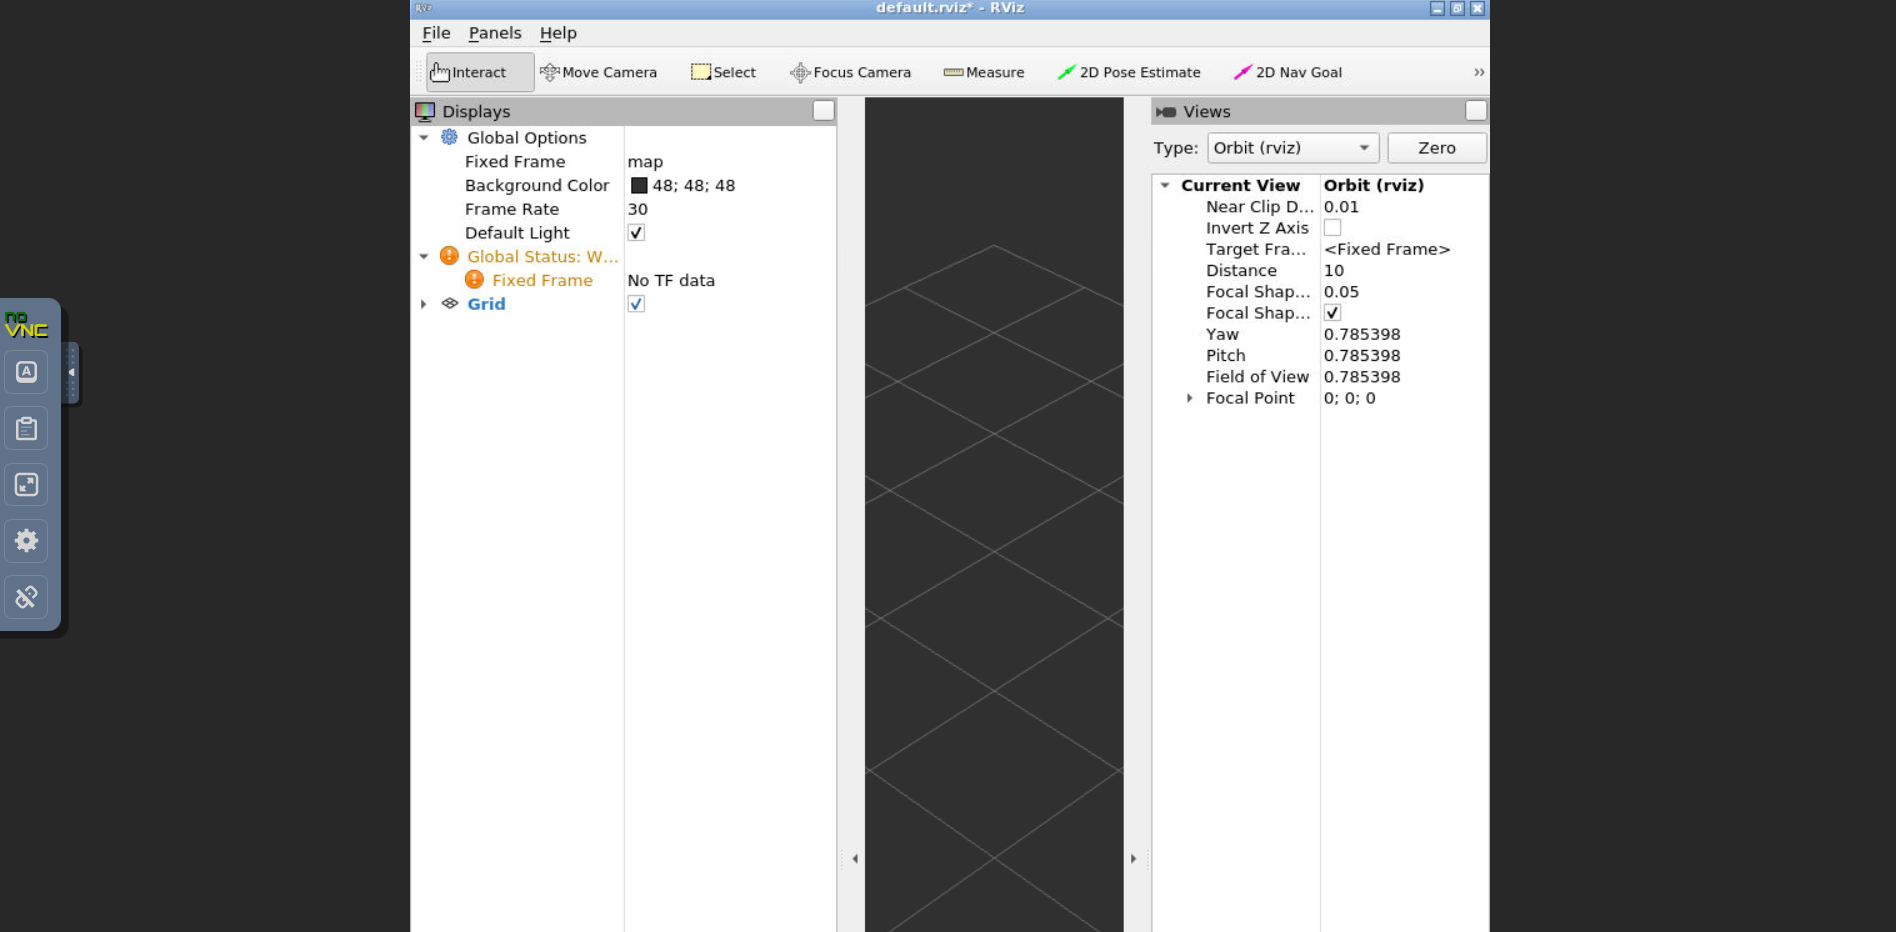 default.rviz* - RViz
File Panels Help
Interact Move Camera Select Focus Camera Measure 2D Pose Estimate 2D Nav Goal »
Displays
Global Options
Fixed Frame map
Background Color 48; 48; 48
Frame Rate 30
Default Light
Global Status: W...
Fixed Frame No TF data
Grid
Views
Type: Orbit (rviz) Zero
Current View Orbit (rviz)
Near Clip D... 0.01
Invert Z Axis
Target Fra... <Fixed Frame>
Distance 10
Focal Shap... 0.05
Focal Shap...
Yaw 0.785398
Pitch 0.785398
Field of View 0.785398
Focal Point 0; 0; 0
no
VNC
A